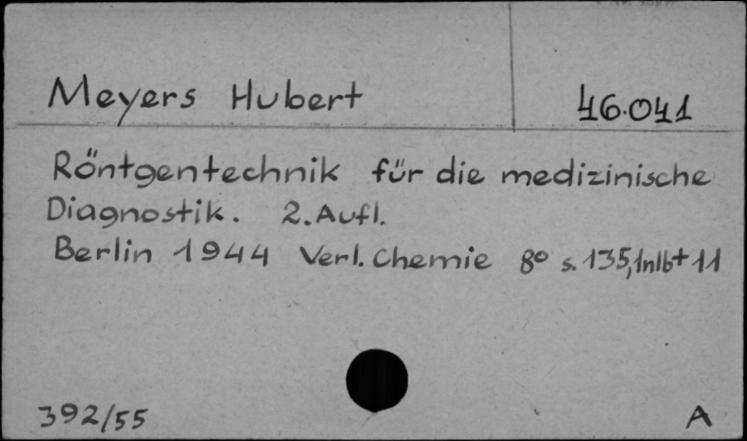 Meyers Hubert 46.041
Röntgentechnik für die medizinische
Diagnostik. 2. Aufl.
Berlin 1944 Verl. Chemie 8° s. 135, 1nlb+11
392/55 A